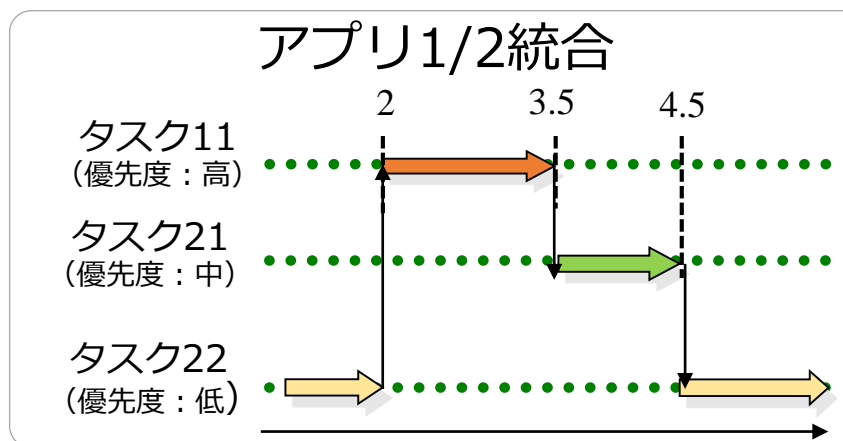 アプリ1/2統合
2 3.5 4.5
タスク11
（優先度：高）
タスク21
（優先度：中）
タスク22
（優先度：低）